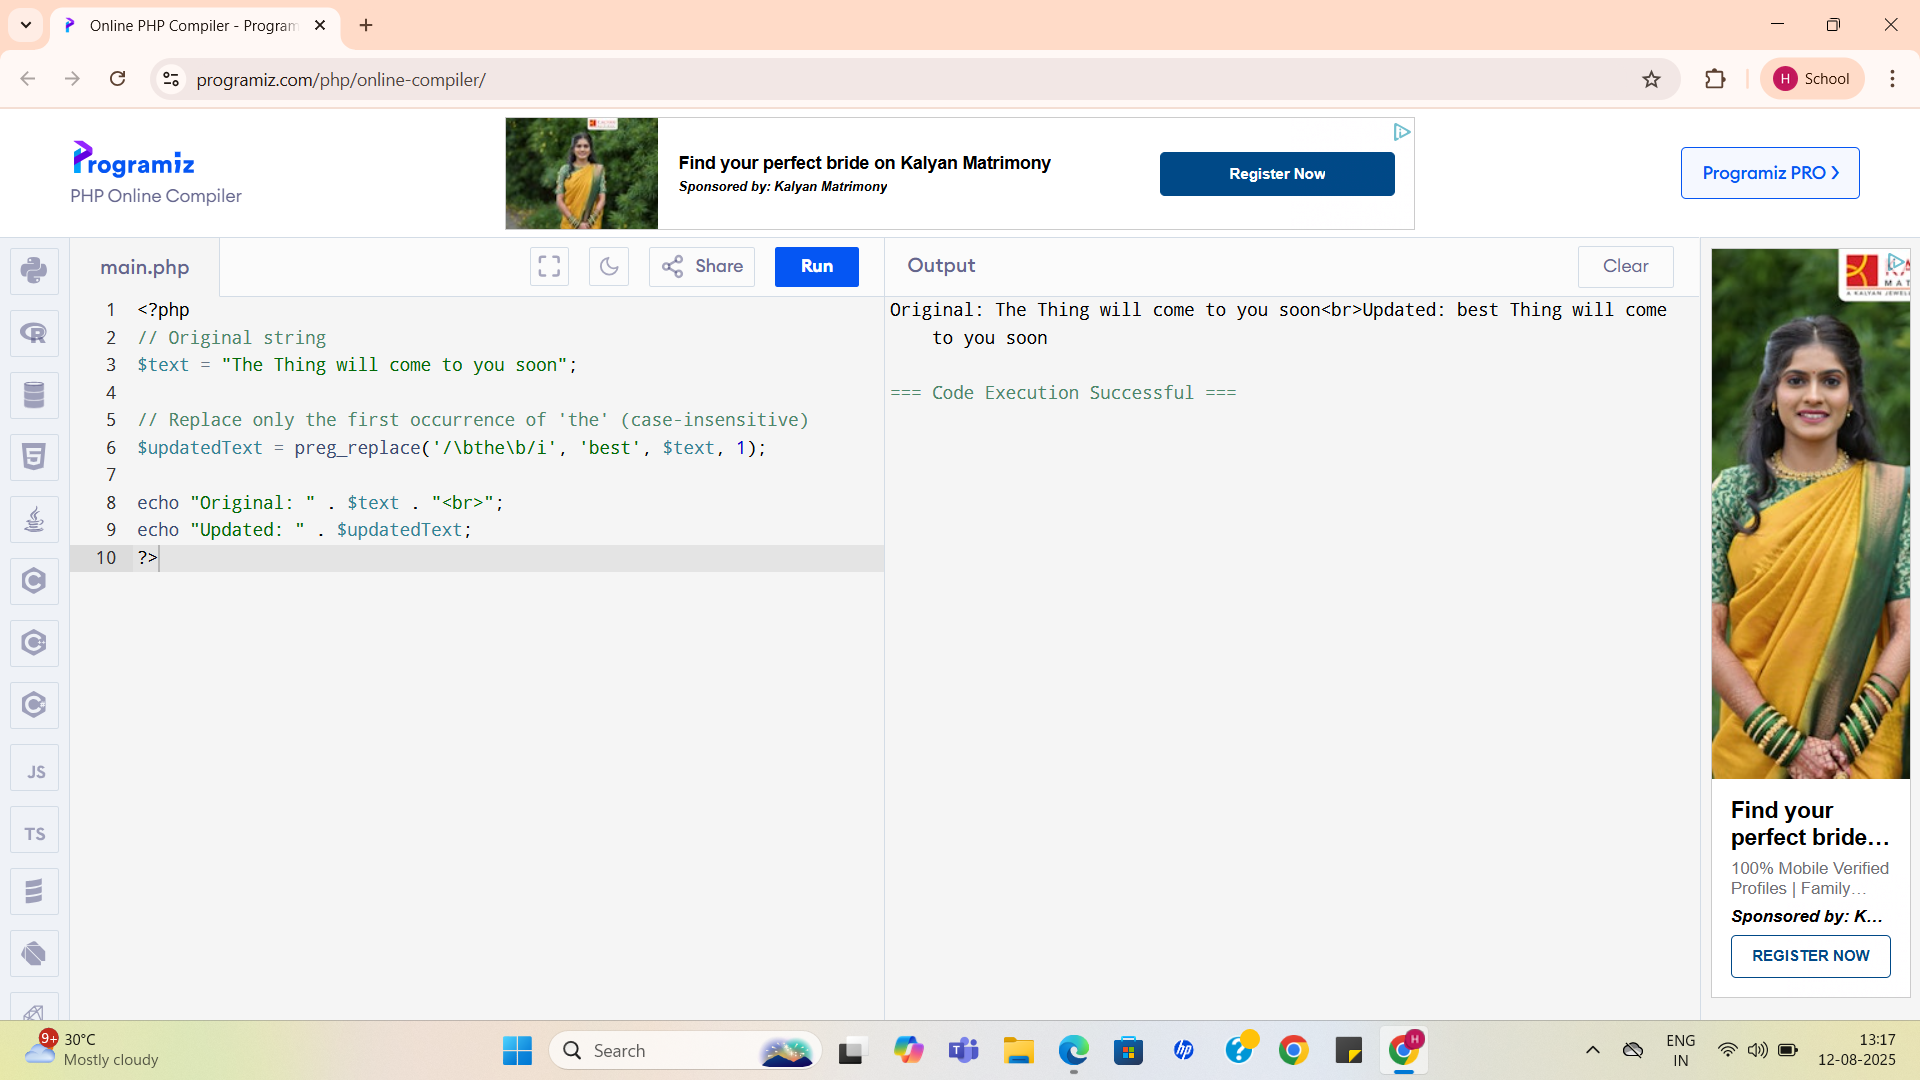 Online PHP Compiler - Program
programiz.com/php/online-compiler/
H School
Programiz
PHP Online Compiler
Find your perfect bride on Kalyan Matrimony
Sponsored by: Kalyan Matrimony
Register Now
Programiz PRO
main.php
Share
Run
Output
Clear
1 <?php
2 // Original string
3 $text = "The Thing will come to you soon";
4
5 // Replace only the first occurrence of 'the' (case-insensitive)
6 $updatedText = preg_replace('/\bthe\b/i', 'best', $text, 1);
7
8 echo "Original: " . $text . "<br>";
9 echo "Updated: " . $updatedText;
10 ?>
Original: The Thing will come to you soon<br>Updated: best Thing will come
to you soon
=== Code Execution Successful ===
JS
TS
Find your
perfect bride...
100% Mobile Verified
Profiles | Family...
Sponsored by: K...
REGISTER NOW
9+
30°C
Mostly cloudy
Search
ENG
IN
13:17
12-08-2025